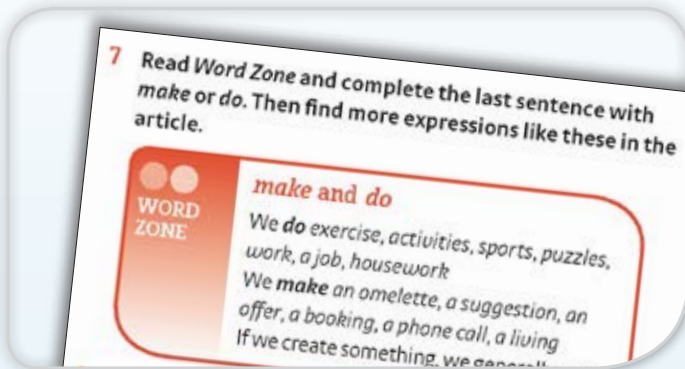 7 Read Word Zone and complete the last sentence with
make or do. Then find more expressions like these in the
article.
WORD
ZONE
make and do
We do exercise, activities, sports, puzzles,
work, a job, housework
We make an omelette, a suggestion, an
offer, a booking, a phone call, a living
If we create something, we generally